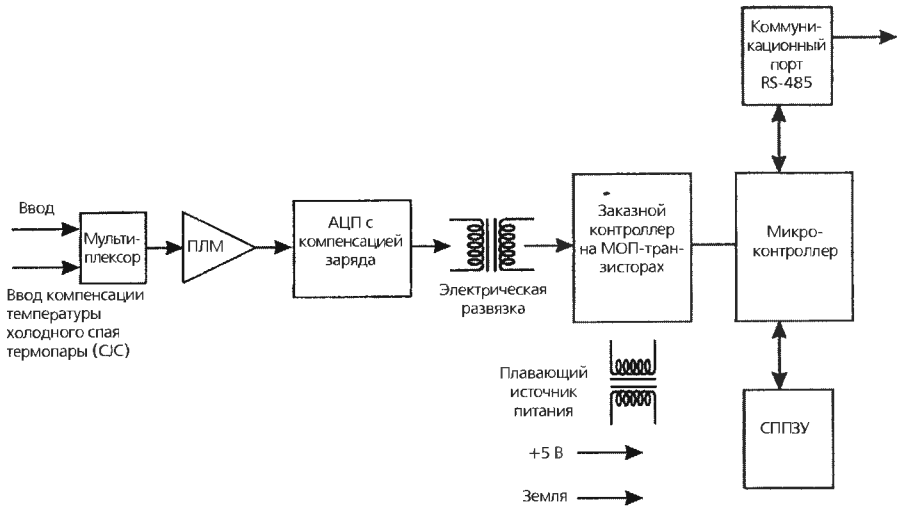 Коммуни-
кационный
порт
RS-485
Ввод
Мульти-
плексор
ПЛМ
АЦП с
компенсацией
заряда
Заказной
контроллер
на МОП-тран-
зисторах
Микро-
контроллер
Электрическая
развязка
Ввод компенсации
температуры
холодного спая
термопары (CJC)
Плавающий
источник
питания
СППЗУ
+5 В
Земля